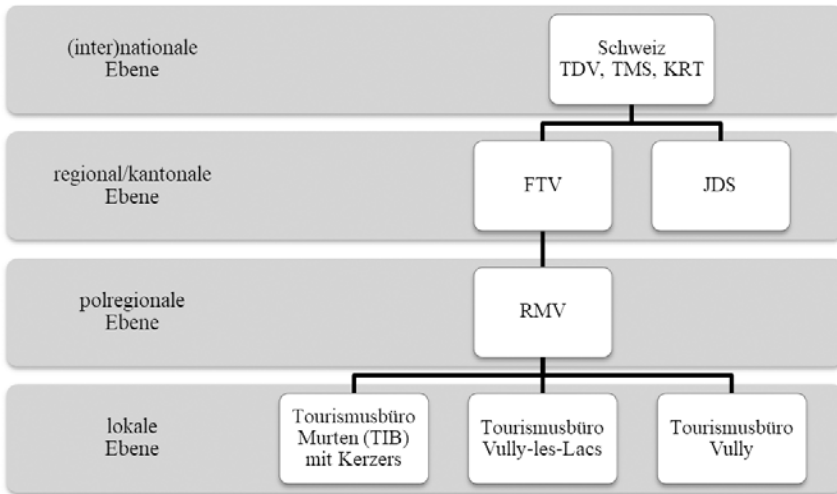 (inter)nationale
Ebene
Schweiz
TDV, TMS, KRT
regional/kantonale
Ebene
FTV
JDS
polregionale
Ebene
RMV
lokale
Ebene
Tourismusbüro
Murten (TIB)
mit Kerzers
Tourismusbüro
Vully-les-Lacs
Tourismusbüro
Vully